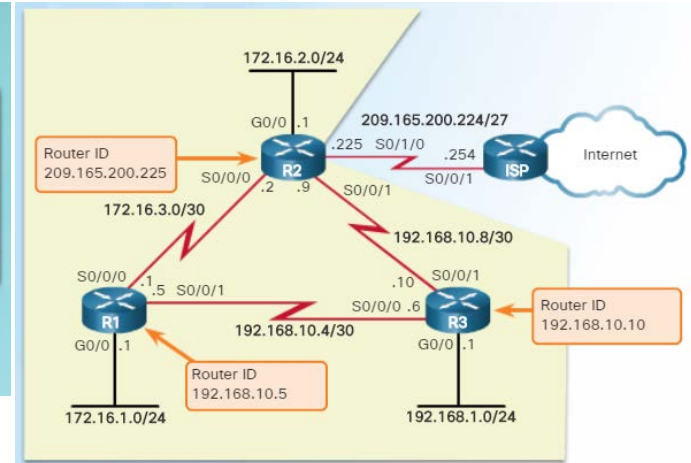 172.16.2.0/24
G0/0 .1
209.165.200.224/27
Router ID
209.165.200.225
.225 S0/1/0
.254
S0/0/1
R2
ISP
Internet
S0/0/0
.2 .9
S0/0/1
172.16.3.0/30
192.168.10.8/30
S0/0/0
.1
.5 S0/0/1
.10 S0/0/1
S0/0/0 .6
R1
R3
Router ID
192.168.10.10
192.168.10.4/30
G0/0 .1
G0/0 .1
Router ID
192.168.10.5
172.16.1.0/24
192.168.1.0/24